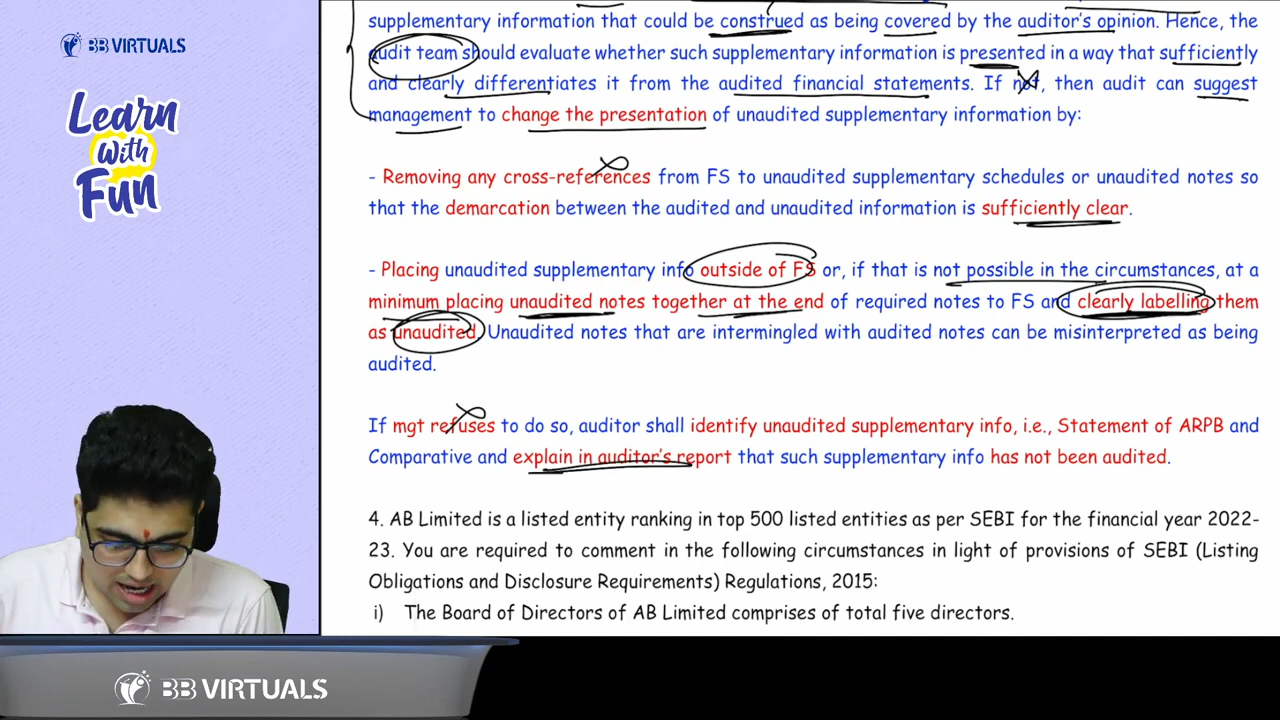 BB VIRTUALS
Learn
With
Fun
supplementary information that could be construed as being covered by the auditor's opinion. Hence, the
audit team should evaluate whether such supplementary information is presented in a way that sufficiently
and clearly differentiates it from the audited financial statements. If not, then audit can suggest
management to change the presentation of unaudited supplementary information by:
- Removing any cross-references from FS to unaudited supplementary schedules or unaudited notes so
that the demarcation between the audited and unaudited information is sufficiently clear.
- Placing unaudited supplementary info outside of FS or, if that is not possible in the circumstances, at a
minimum placing unaudited notes together at the end of required notes to FS and clearly labelling them
as unaudited. Unaudited notes that are intermingled with audited notes can be misinterpreted as being
audited.
If mgt refuses to do so, auditor shall identify unaudited supplementary info, i.e., Statement of ARPB and
Comparative and explain in auditor's report that such supplementary info has not been audited.
4. AB Limited is a listed entity ranking in top 500 listed entities as per SEBI for the financial year 2022-
23. You are required to comment in the following circumstances in light of provisions of SEBI (Listing
Obligations and Disclosure Requirements) Regulations, 2015:
i) The Board of Directors of AB Limited comprises of total five directors.
BB VIRTUALS